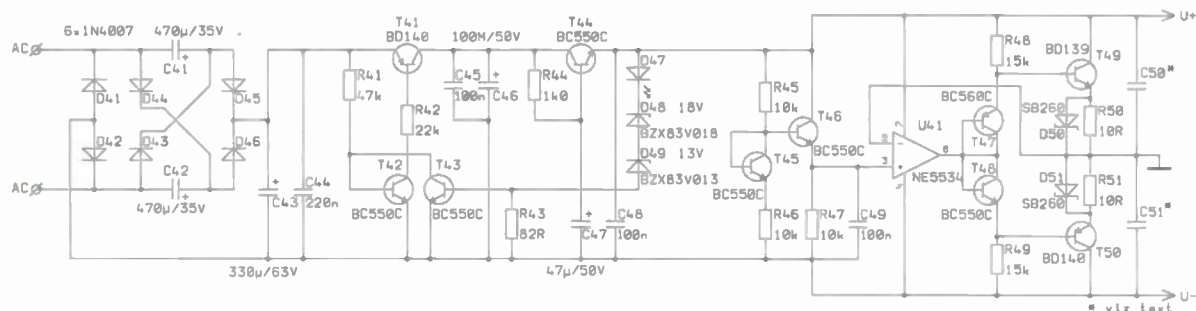 6×1N4007
470µ/35V
C41
AC
D41
D44
D45
D42
D43
D46
AC
C42
470µ/35V
C43
330µ/63V
C44
220n
R41
47k
T41
BD140
R42
22k
T42
BC550C
T43
BC550C
100M/50V
C45
100n
C46
R44
1k0
T44
BC550C
R43
82R
C47
47µ/50V
C48
100n
D47
D48 18V
BZX83V018
D49 13V
BZX83V013
R45
10k
T45
BC550C
R46
10k
T46
BC550C
R47
10k
C49
100n
U41
2
3
6
7
NE5534
R48
15k
BC560C
T47
T48
BC550C
R49
15k
BD139
T49
SB260
D50
R50
10R
D51
SB260
R51
10R
BD140
T50
C50*
C51*
U+
U-
* viz text